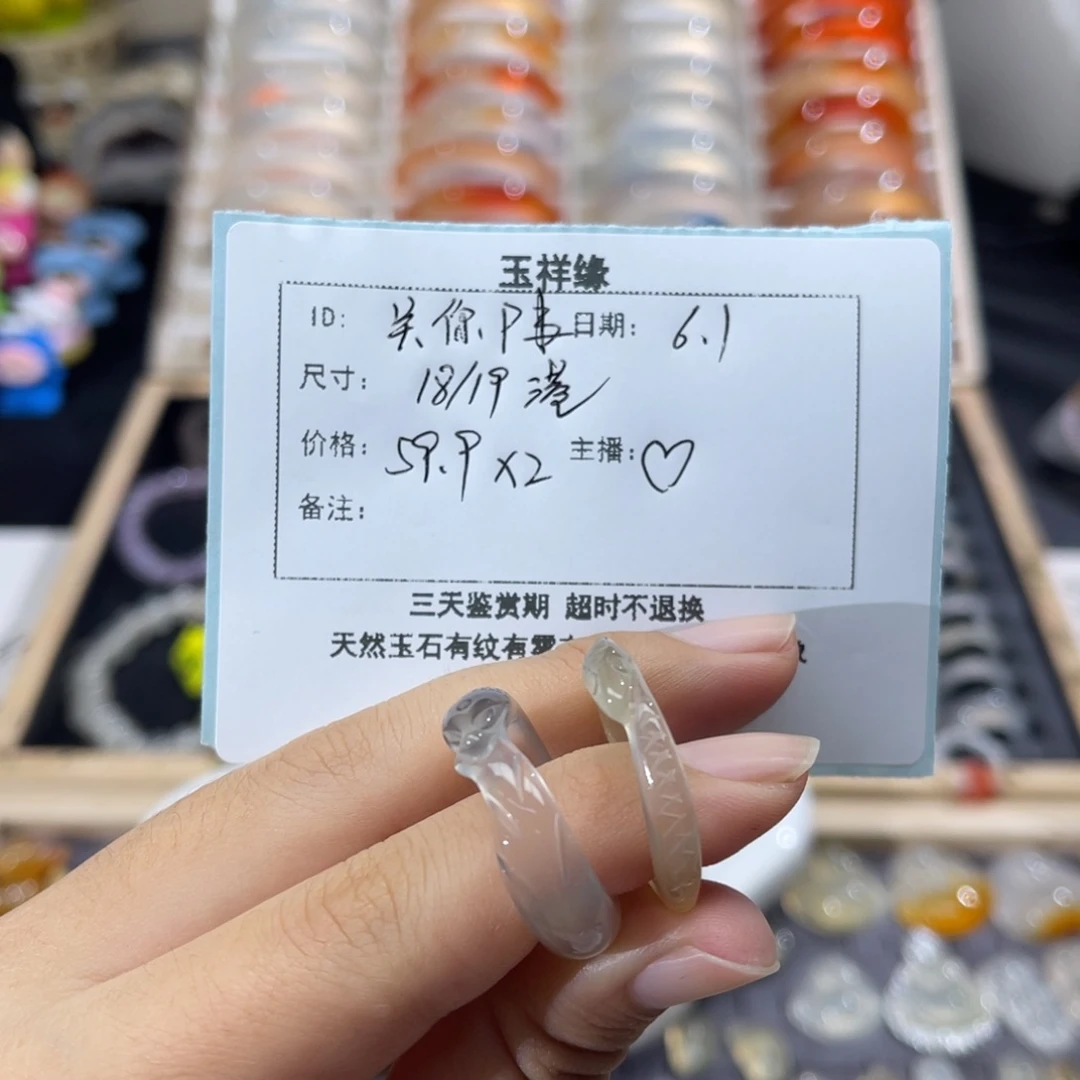 玉祥缘
ID: 关你 日期: 6.1
尺寸: 18/19 港
价格: 59.9 x2 主播: ♡
备注:
三天鉴赏期 超时不退换
天然玉石有纹有